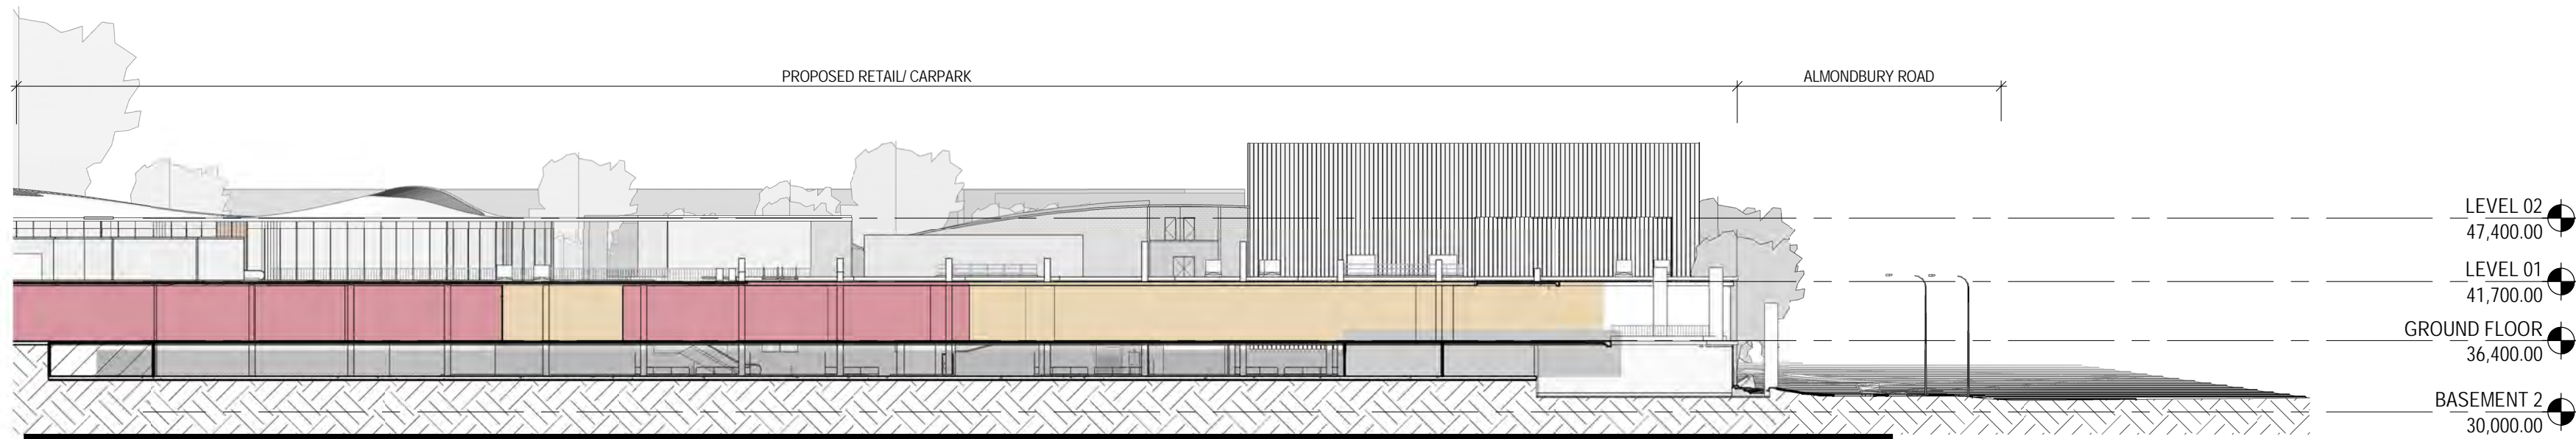 PROPOSED RETAIL/ CARPARK
ALMONDBURY ROAD
LEVEL 02
47,400.00
LEVEL 01
41,700.00
GROUND FLOOR
36,400.00
BASEMENT 2
30,000.00